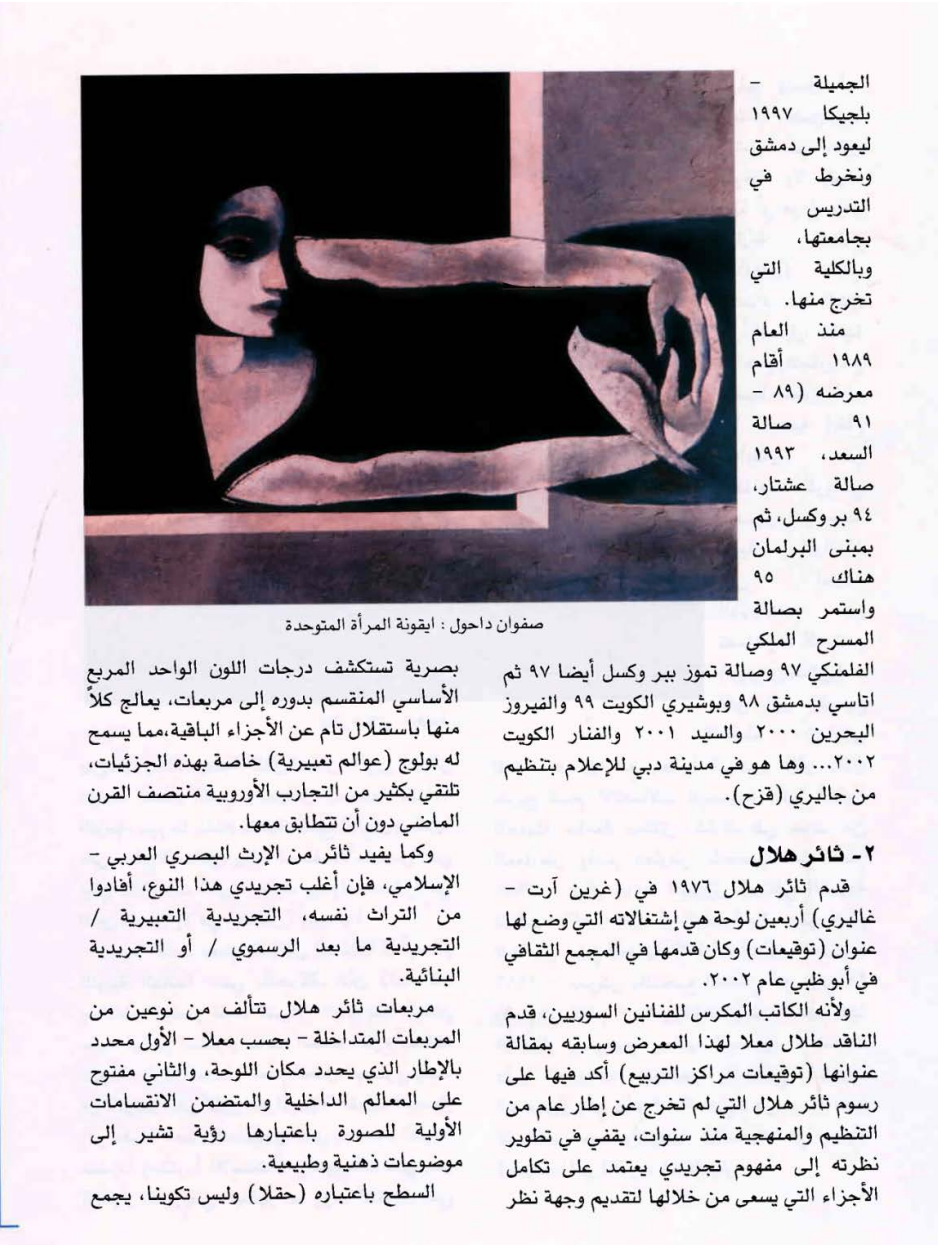 الجميلة -
بلجيكا ١٩٩٧
ليعود إلى دمشق
ونخرط في
التدريس
بجامعتها،
وبالكلية التي
تخرج منها.
منذ العام
١٩٨٩ أقام
معرضه (٨٩ -
٩١ صالة
السعد، ١٩٩٣
صالة عشتار،
٩٤ بر وكسل، ثم
بمبنى البرلمان
هناك ٩٥
واستمر بصالة
المسرح الملكي
الفلمنكي ٩٧ وصالة تموز ببر وكسل أيضا ٩٧ ثم
اتاسي بدمشق ٩٨ وبوشيري الكويت ٩٩ والفيروز
البحرين ٢٠٠٠ والسيد ٢٠٠١ والفنار الكويت
٢٠٠٢... وها هو في مدينة دبي للإعلام بتنظيم
من جاليري (قزح).
٢- ثائر هلال
قدم ثائر هلال ١٩٧٦ في (غرين آرت -
غاليري) أربعين لوحة هي إشتغالاته التي وضع لها
عنوان (توقيعات) وكان قدمها في المجمع الثقافي
في أبو ظبي عام ٢٠٠٢.
ولأنه الكاتب المكرس للفنانين السوريين، قدم
الناقد طلال معلا لهذا المعرض وسابقه بمقالة
عنوانها (توقيعات مراكز التربيع) أكد فيها على
رسوم ثائر هلال التي لم تخرج عن إطار عام من
التنظيم والمنهجية منذ سنوات، يقفي في تطوير
نظرته إلى مفهوم تجريدي يعتمد على تكامل
الأجزاء التي يسعى من خلالها لتقديم وجهة نظر
صفوان داحول : ايقونة المرأة المتوحدة
بصرية تستكشف درجات اللون الواحد المربع
الأساسي المنقسم بدوره إلى مربعات، يعالج كلاً
منها باستقلال تام عن الأجزاء الباقية،مما يسمح
له بولوج (عوالم تعبيرية) خاصة بهذه الجزئيات،
تلتقي بكثير من التجارب الأوروبية منتصف القرن
الماضي دون أن تتطابق معها.
وكما يفيد ثائر من الإرث البصري العربي -
الإسلامي، فإن أغلب تجريدي هذا النوع، أفادوا
من التراث نفسه، التجريدية التعبيرية /
التجريدية ما بعد الرسموي / أو التجريدية
البنائية.
مربعات ثائر هلال تتألف من نوعين من
المربعات المتداخلة - بحسب معلا - الأول محدد
بالإطار الذي يحدد مكان اللوحة، والثاني مفتوح
على المعالم الداخلية والمتضمن الانقسامات
الأولية للصورة باعتبارها رؤية تشير إلى
موضوعات ذهنية وطبيعية.
السطح باعتباره (حقلا) وليس تكوينا، يجمع